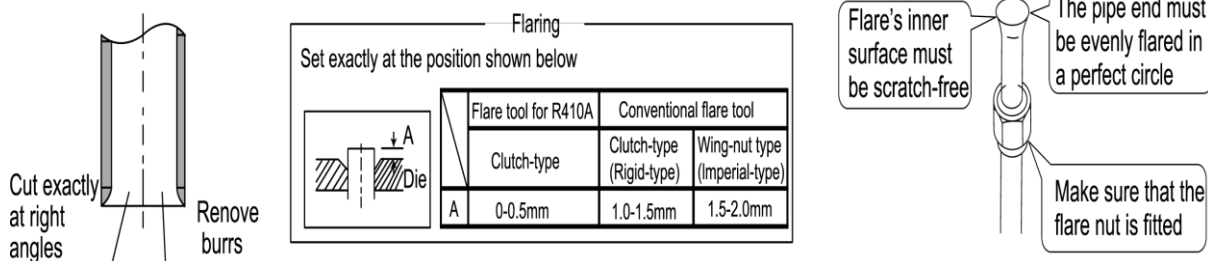 Cut exactly
at right
angles
Renove
burrs
Flaring
Set exactly at the position shown below
A
Die
Flare tool for R410A
Conventional flare tool
Clutch-type
Clutch-type
(Rigid-type)
Wing-nut type
(Imperial-type)
A
0-0.5mm
1.0-1.5mm
1.5-2.0mm
Flare's inner
surface must
be scratch-free
The pipe end must
be evenly flared in
a perfect circle
Make sure that the
flare nut is fitted